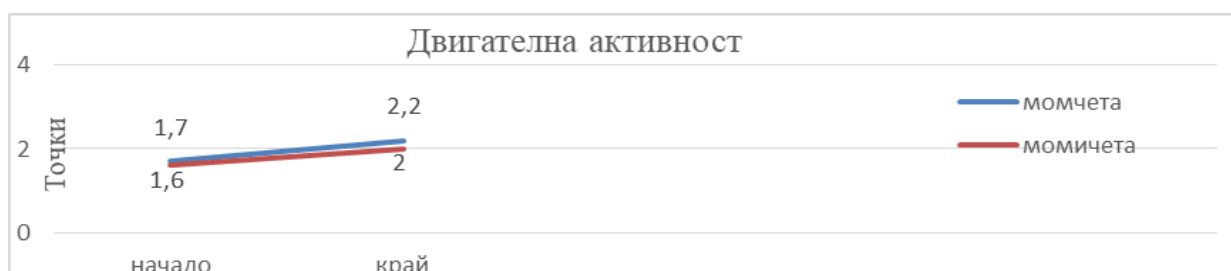 Двигателна активност
4
2
0
Точки
1,7
2,2
1,6
2
начало
край
момчета
момичета